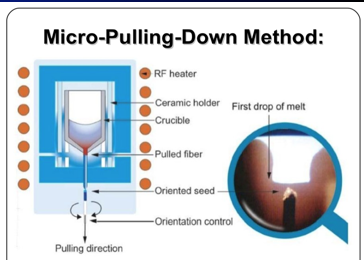 Micro-Pulling-Down Method:
RF heater
Ceramic holder
Crucible
First drop of melt
Pulled fiber
Oriented seed
Orientation control
Pulling direction